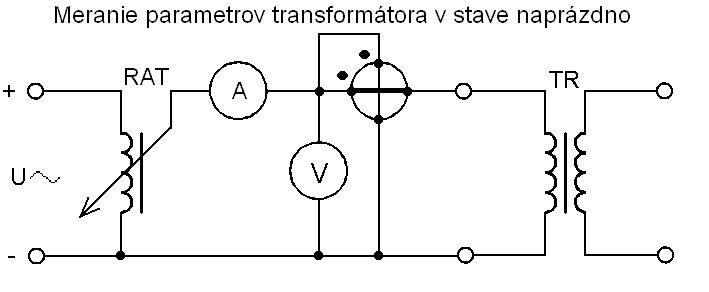 Meranie parametrov transformátora v stave naprázdno
RAT
A
TR
+
V
U
-